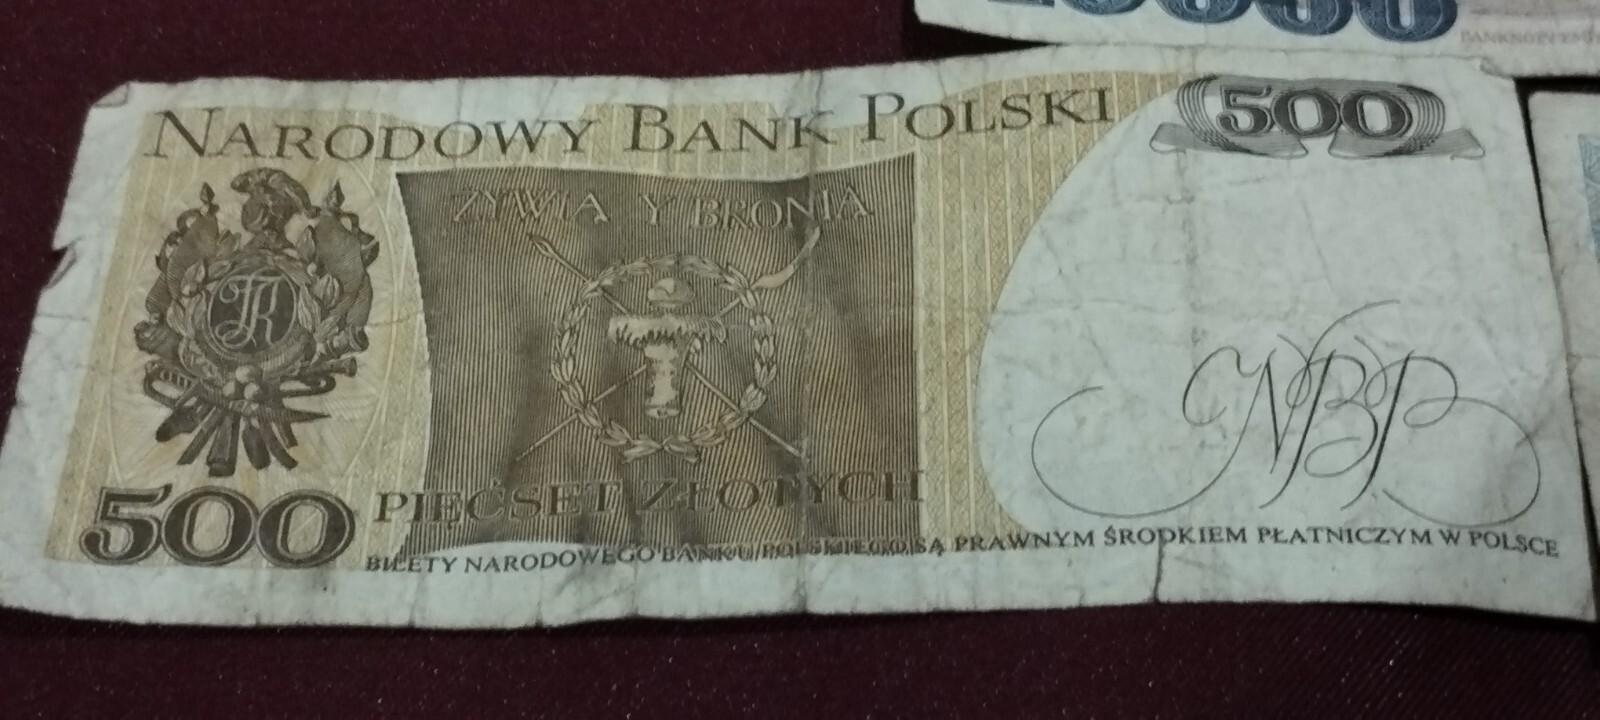 NARODOWY BANK POLSKI
500
ŻYWIĄ Y BRONIĄ
TK
NBP
500 PIĘĆSET ZŁOTYCH
BILETY NARODOWEGO BANKU POLSKIEGO SĄ PRAWNYM ŚRODKIEM PŁATNICZYM W POLSCE